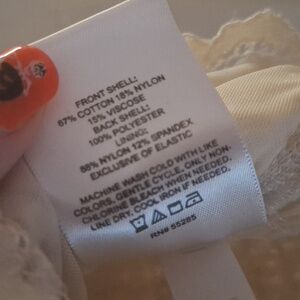 FRONT SHELL:
67% COTTON 18% NYLON
15% VISCOSE
BACK SHELL:
100% POLYESTER
LINING:
88% NYLON 12% SPANDEX
EXCLUSIVE OF ELASTIC
MACHINE WASH COLD WITH LIKE
COLORS, GENTLE CYCLE, ONLY NON-
CHLORINE BLEACH WHEN NEEDED.
LINE DRY. COOL IRON IF NEEDED.
RN# 55285